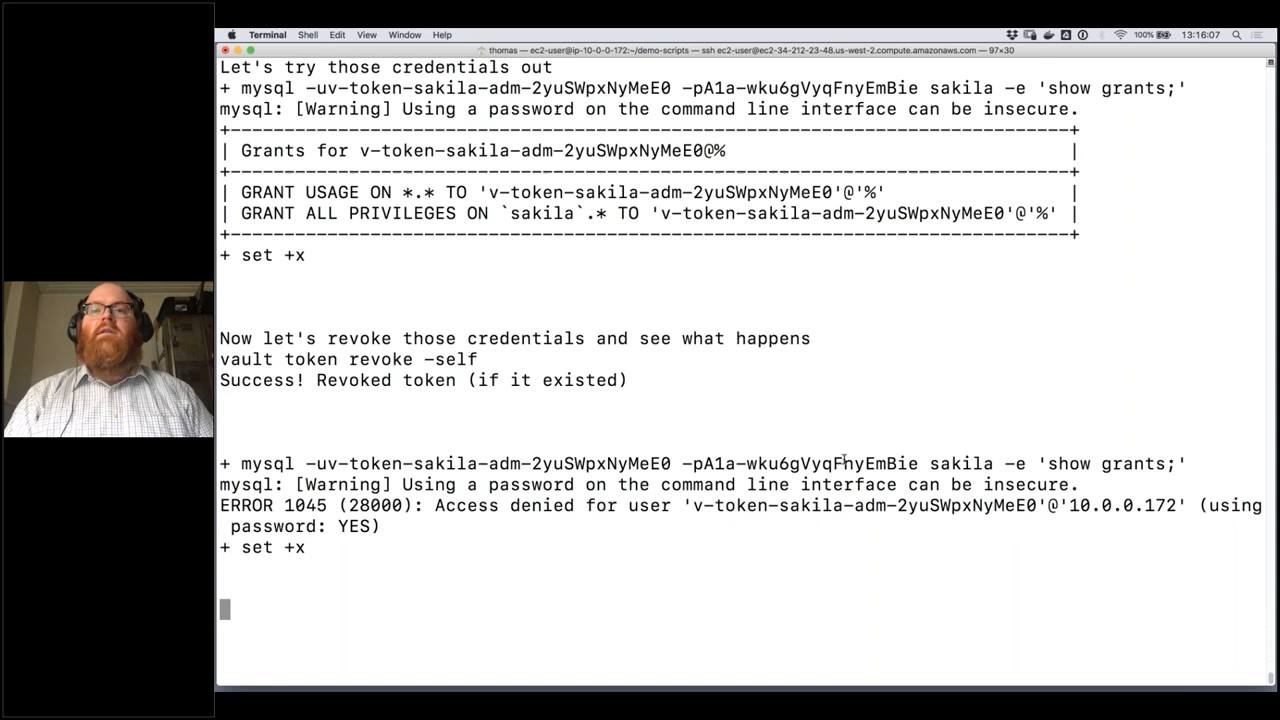 Terminal Shell Edit View Window Help 100% 13:16:07
thomas — ec2-user@ip-10-0-0-172:~/demo-scripts — ssh ec2-user@ec2-34-212-23-48.us-west-2.compute.amazonaws.com — 97×30
Let's try those credentials out
+ mysql -uv-token-sakila-adm-2yuSWpxNyMeE0 -pA1a-wku6gVyqFnyEmBie sakila -e 'show grants;'
mysql: [Warning] Using a password on the command line interface can be insecure.
+-------------------------------------------------------------------------------+
| Grants for v-token-sakila-adm-2yuSWpxNyMeE0@% |
+-------------------------------------------------------------------------------+
| GRANT USAGE ON *.* TO 'v-token-sakila-adm-2yuSWpxNyMeE0'@'%' |
| GRANT ALL PRIVILEGES ON `sakila`.* TO 'v-token-sakila-adm-2yuSWpxNyMeE0'@'%' |
+-------------------------------------------------------------------------------+
+ set +x
Now let's revoke those credentials and see what happens
vault token revoke -self
Success! Revoked token (if it existed)
+ mysql -uv-token-sakila-adm-2yuSWpxNyMeE0 -pA1a-wku6gVyqFnyEmBie sakila -e 'show grants;'
mysql: [Warning] Using a password on the command line interface can be insecure.
ERROR 1045 (28000): Access denied for user 'v-token-sakila-adm-2yuSWpxNyMeE0'@'10.0.0.172' (using
password: YES)
+ set +x